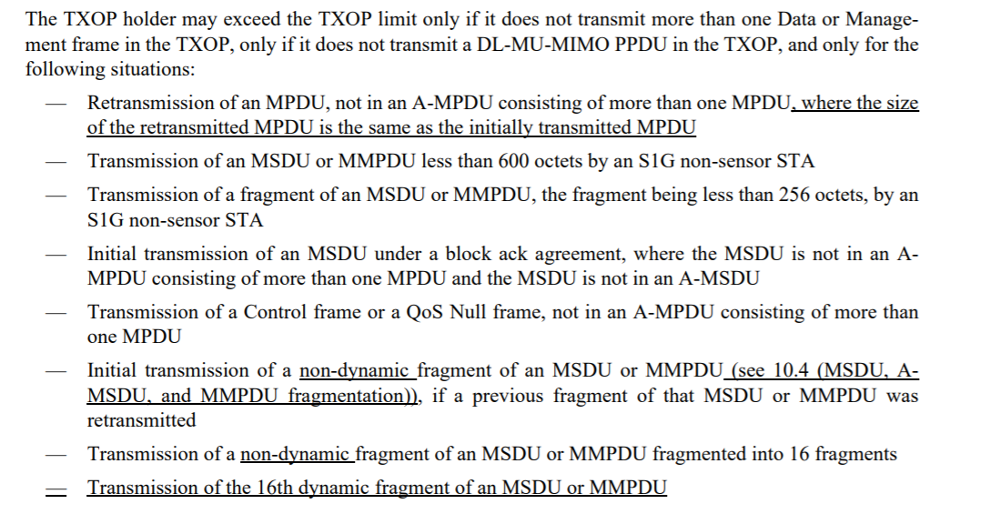 The TXOP holder may exceed the TXOP limit only if it does not transmit more than one Data or Manage-
ment frame in the TXOP, only if it does not transmit a DL-MU-MIMO PPDU in the TXOP, and only for the
following situations:
— Retransmission of an MPDU, not in an A-MPDU consisting of more than one MPDU, where the size
of the retransmitted MPDU is the same as the initially transmitted MPDU
— Transmission of an MSDU or MMPDU less than 600 octets by an S1G non-sensor STA
— Transmission of a fragment of an MSDU or MMPDU, the fragment being less than 256 octets, by an
S1G non-sensor STA
— Initial transmission of an MSDU under a block ack agreement, where the MSDU is not in an A-
MPDU consisting of more than one MPDU and the MSDU is not in an A-MSDU
— Transmission of a Control frame or a QoS Null frame, not in an A-MPDU consisting of more than
one MPDU
— Initial transmission of a non-dynamic fragment of an MSDU or MMPDU (see 10.4 (MSDU, A-
MSDU, and MMPDU fragmentation)), if a previous fragment of that MSDU or MMPDU was
retransmitted
— Transmission of a non-dynamic fragment of an MSDU or MMPDU fragmented into 16 fragments
— Transmission of the 16th dynamic fragment of an MSDU or MMPDU